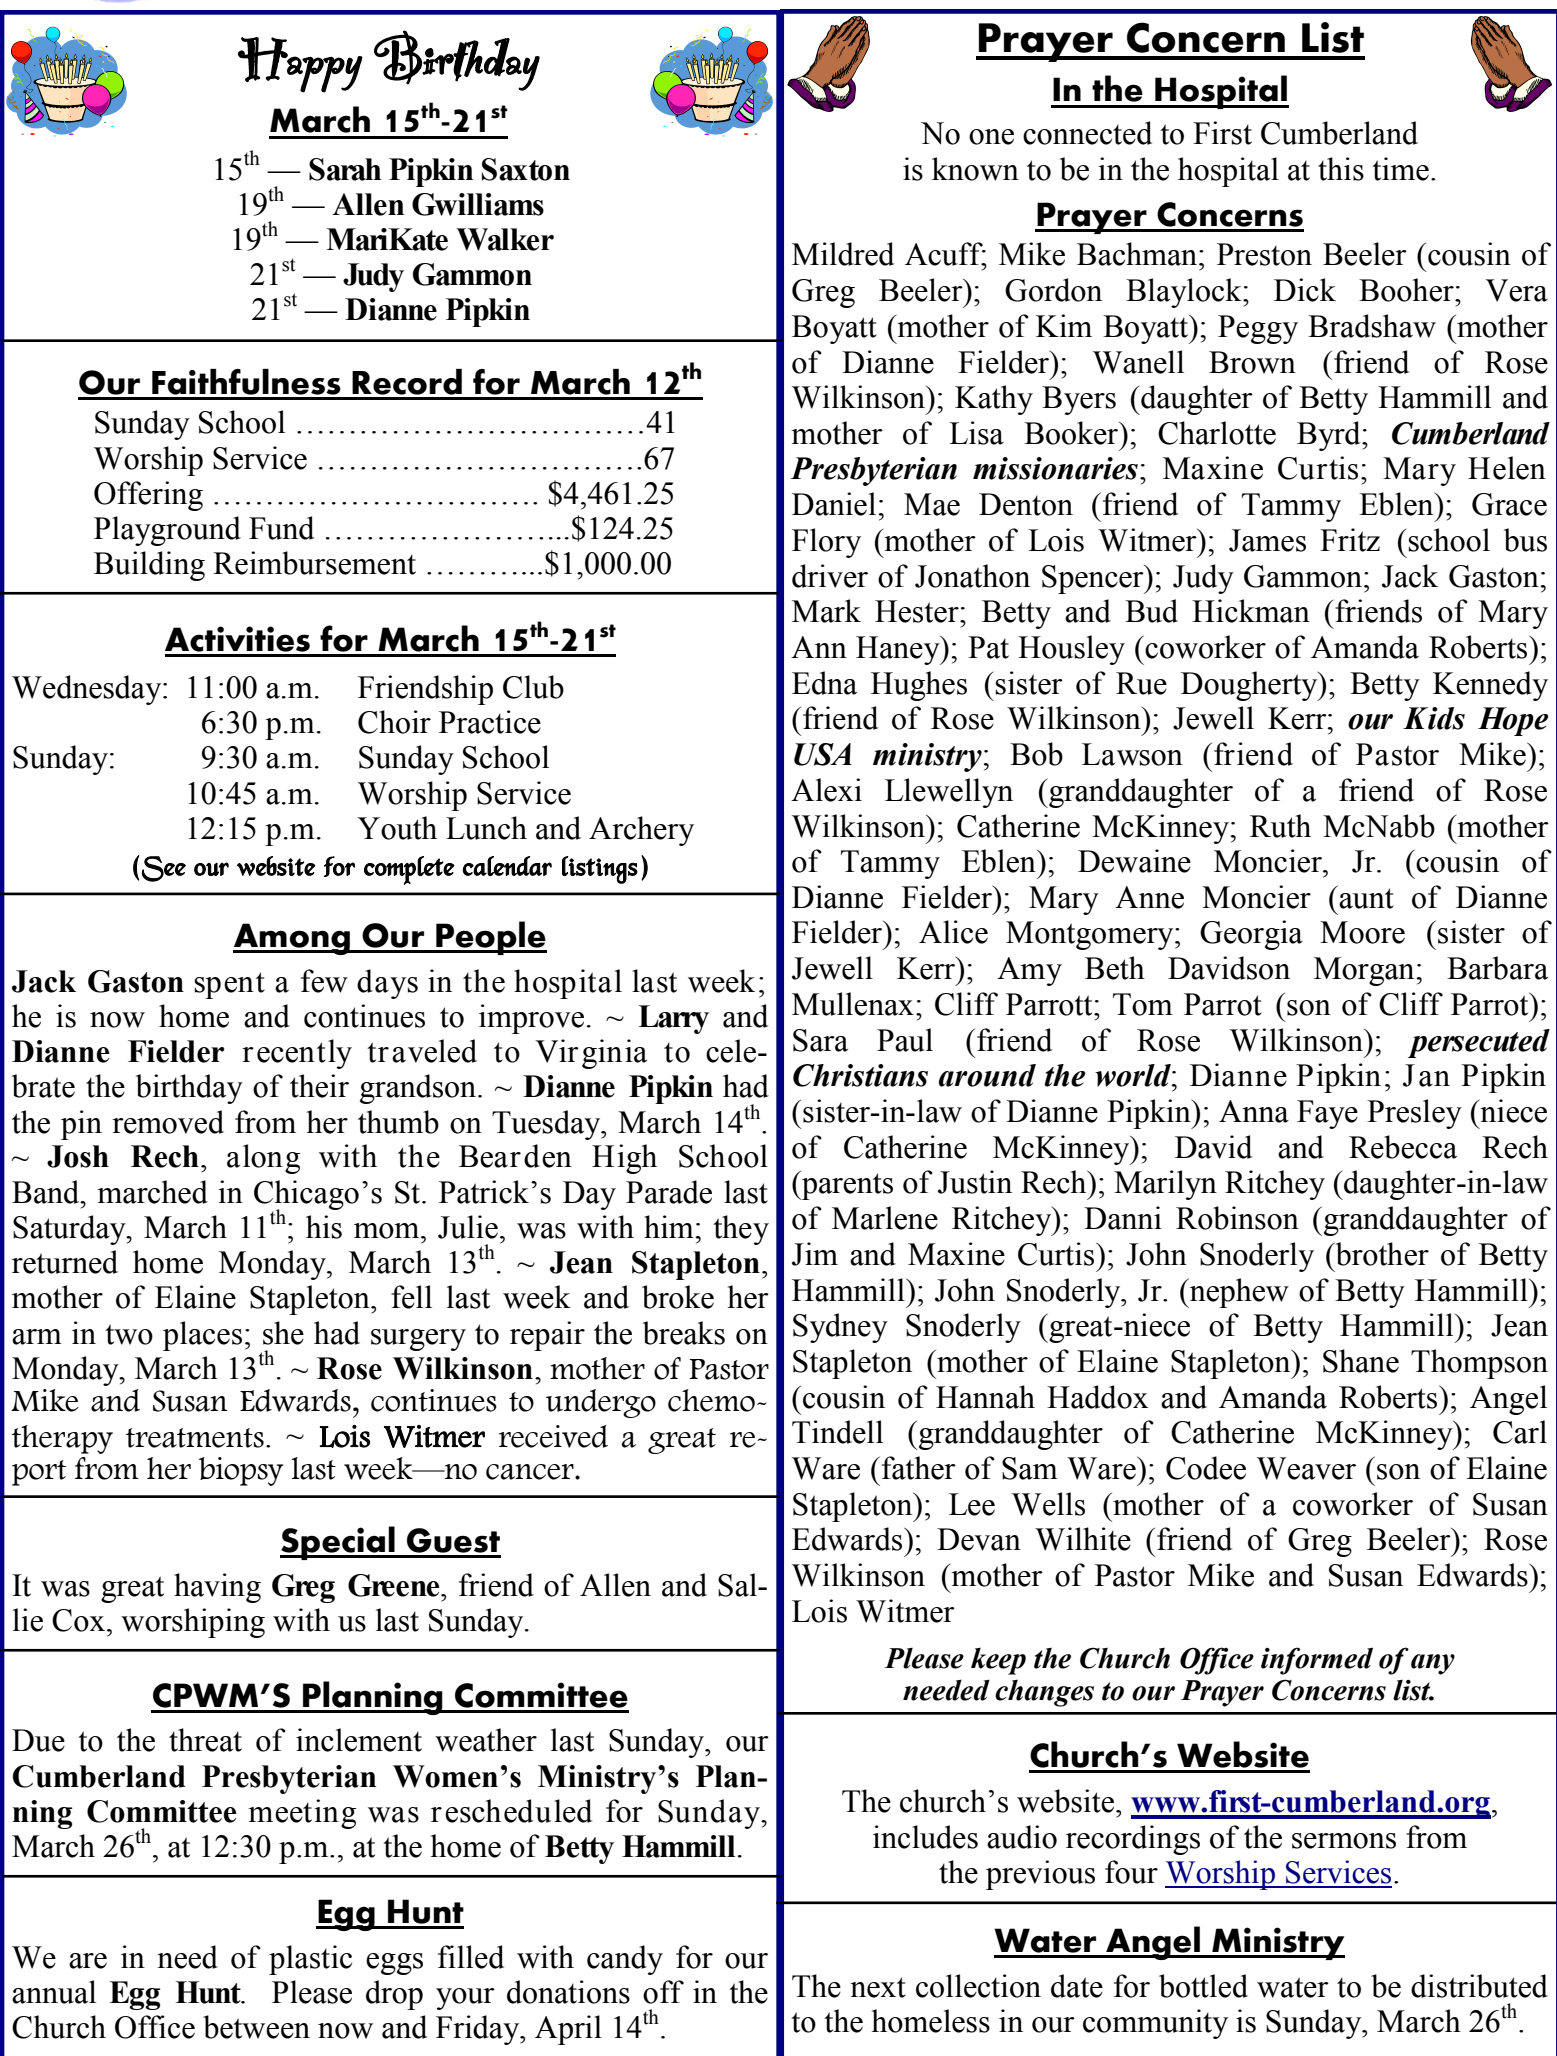 Happy Birthday
March 15th-21st
15th — Sarah Pipkin Saxton
19th — Allen Gwilliams
19th — MariKate Walker
21st — Judy Gammon
21st — Dianne Pipkin
Our Faithfulness Record for March 12th
Sunday School ……………………………41
Worship Service ………………………….67
Offering …………………………. $4,461.25
Playground Fund …………………...$124.25
Building Reimbursement ………...$1,000.00
Activities for March 15th-21st
Wednesday: 11:00 a.m. Friendship Club
6:30 p.m. Choir Practice
Sunday: 9:30 a.m. Sunday School
10:45 a.m. Worship Service
12:15 p.m. Youth Lunch and Archery
(See our website for complete calendar listings)
Among Our People
Jack Gaston spent a few days in the hospital last week;
he is now home and continues to improve. ~ Larry and
Dianne Fielder recently traveled to Virginia to cele-
brate the birthday of their grandson. ~ Dianne Pipkin had
the pin removed from her thumb on Tuesday, March 14th.
~ Josh Rech, along with the Bearden High School
Band, marched in Chicago's St. Patrick's Day Parade last
Saturday, March 11th; his mom, Julie, was with him; they
returned home Monday, March 13th. ~ Jean Stapleton,
mother of Elaine Stapleton, fell last week and broke her
arm in two places; she had surgery to repair the breaks on
Monday, March 13th. ~ Rose Wilkinson, mother of Pastor
Mike and Susan Edwards, continues to undergo chemo-
therapy treatments. ~ Lois Witmer received a great re-
port from her biopsy last week—no cancer.
Special Guest
It was great having Greg Greene, friend of Allen and Sal-
lie Cox, worshiping with us last Sunday.
CPWM'S Planning Committee
Due to the threat of inclement weather last Sunday, our
Cumberland Presbyterian Women's Ministry's Plan-
ning Committee meeting was rescheduled for Sunday,
March 26th, at 12:30 p.m., at the home of Betty Hammill.
Egg Hunt
We are in need of plastic eggs filled with candy for our
annual Egg Hunt. Please drop your donations off in the
Church Office between now and Friday, April 14th.
Prayer Concern List
In the Hospital
No one connected to First Cumberland
is known to be in the hospital at this time.
Prayer Concerns
Mildred Acuff; Mike Bachman; Preston Beeler (cousin of
Greg Beeler); Gordon Blaylock; Dick Booher; Vera
Boyatt (mother of Kim Boyatt); Peggy Bradshaw (mother
of Dianne Fielder); Wanell Brown (friend of Rose
Wilkinson); Kathy Byers (daughter of Betty Hammill and
mother of Lisa Booker); Charlotte Byrd; Cumberland
Presbyterian missionaries; Maxine Curtis; Mary Helen
Daniel; Mae Denton (friend of Tammy Eblen); Grace
Flory (mother of Lois Witmer); James Fritz (school bus
driver of Jonathon Spencer); Judy Gammon; Jack Gaston;
Mark Hester; Betty and Bud Hickman (friends of Mary
Ann Haney); Pat Housley (coworker of Amanda Roberts);
Edna Hughes (sister of Rue Dougherty); Betty Kennedy
(friend of Rose Wilkinson); Jewell Kerr; our Kids Hope
USA ministry; Bob Lawson (friend of Pastor Mike);
Alexi Llewellyn (granddaughter of a friend of Rose
Wilkinson); Catherine McKinney; Ruth McNabb (mother
of Tammy Eblen); Dewaine Moncier, Jr. (cousin of
Dianne Fielder); Mary Anne Moncier (aunt of Dianne
Fielder); Alice Montgomery; Georgia Moore (sister of
Jewell Kerr); Amy Beth Davidson Morgan; Barbara
Mullenax; Cliff Parrott; Tom Parrot (son of Cliff Parrot);
Sara Paul (friend of Rose Wilkinson); persecuted
Christians around the world; Dianne Pipkin; Jan Pipkin
(sister-in-law of Dianne Pipkin); Anna Faye Presley (niece
of Catherine McKinney); David and Rebecca Rech
(parents of Justin Rech); Marilyn Ritchey (daughter-in-law
of Marlene Ritchey); Danni Robinson (granddaughter of
Jim and Maxine Curtis); John Snoderly (brother of Betty
Hammill); John Snoderly, Jr. (nephew of Betty Hammill);
Sydney Snoderly (great-niece of Betty Hammill); Jean
Stapleton (mother of Elaine Stapleton); Shane Thompson
(cousin of Hannah Haddox and Amanda Roberts); Angel
Tindell (granddaughter of Catherine McKinney); Carl
Ware (father of Sam Ware); Codee Weaver (son of Elaine
Stapleton); Lee Wells (mother of a coworker of Susan
Edwards); Devan Wilhite (friend of Greg Beeler); Rose
Wilkinson (mother of Pastor Mike and Susan Edwards);
Lois Witmer
Please keep the Church Office informed of any
needed changes to our Prayer Concerns list.
Church's Website
The church's website, www.first-cumberland.org,
includes audio recordings of the sermons from
the previous four Worship Services.
Water Angel Ministry
The next collection date for bottled water to be distributed
to the homeless in our community is Sunday, March 26th.